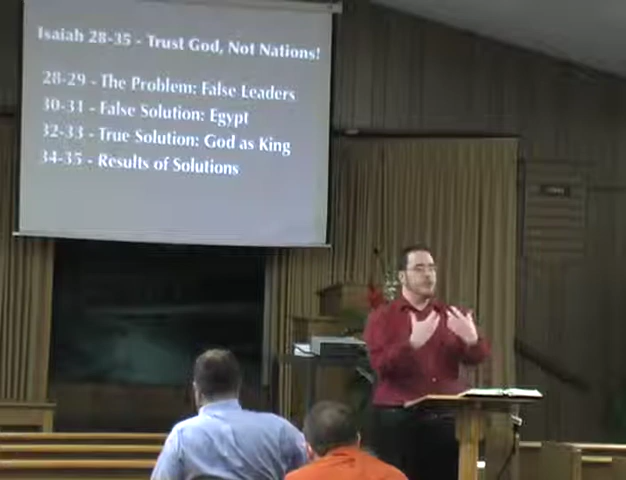 Isaiah 28-35 - Trust God, Not Nations!
28-29 - The Problem: False Leaders
30-31 - False Solution: Egypt
32-33 - True Solution: God as King
34-35 - Results of Solutions